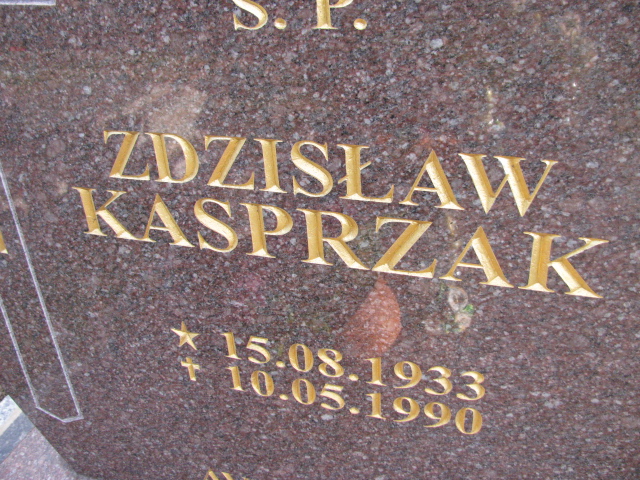 Ś. P.
ZDZISŁAW
KASPRZAK
★ 15.08.1933
✝ 10.05.1990